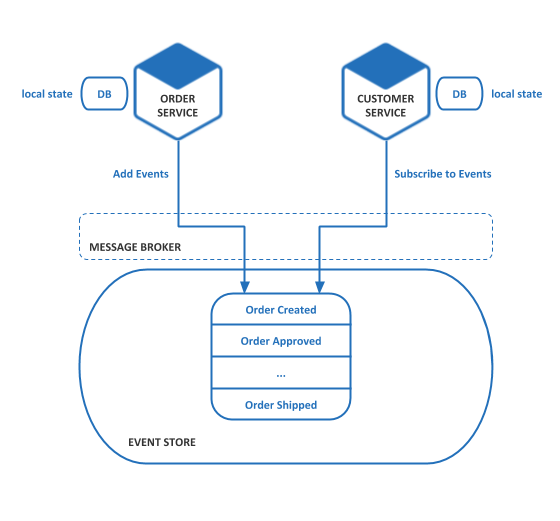 local state
DB
ORDER
SERVICE
CUSTOMER
SERVICE
DB
local state
Add Events
Subscribe to Events
MESSAGE BROKER
Order Created
Order Approved
...
Order Shipped
EVENT STORE